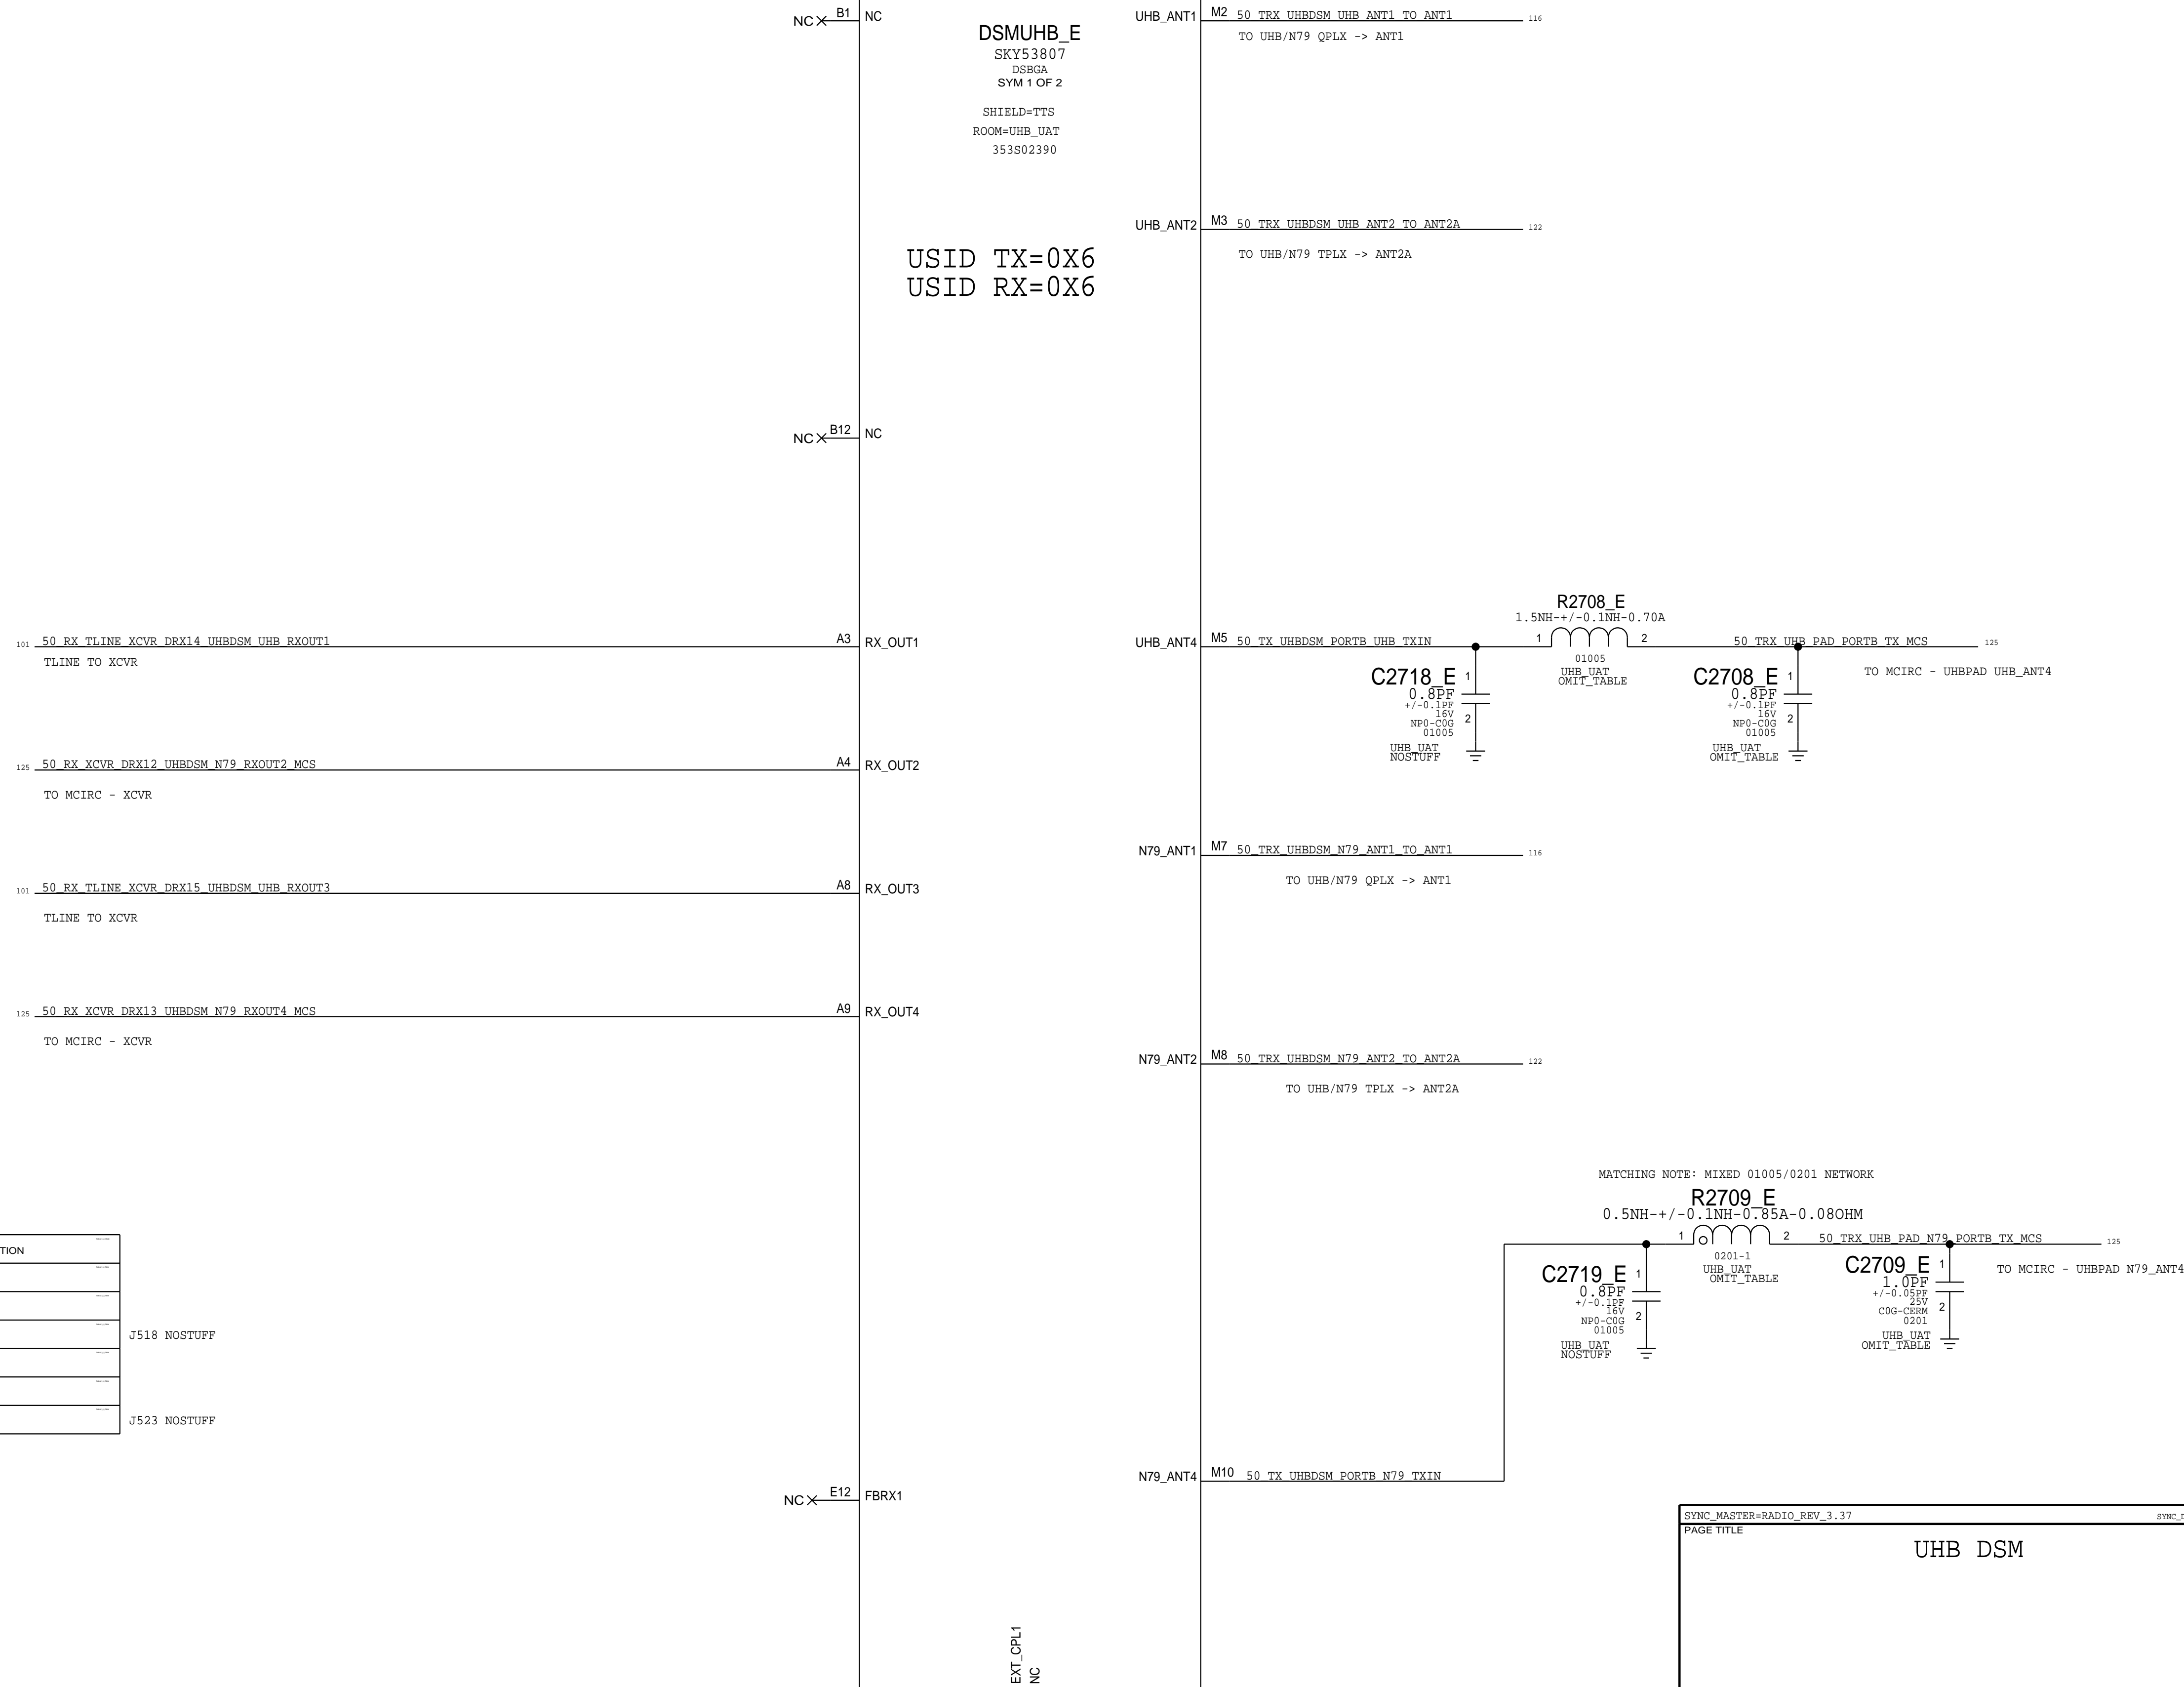 NC B1 NC
DSMUHB_E
SKY53807
DSBGA
SYM 1 OF 2
SHIELD=TTS
ROOM=UHB_UAT
353S02390
UHB_ANT1 M2 50_TRX_UHBDSM_UHB_ANT1_TO_ANT1 116
TO UHB/N79 QPLX -> ANT1
UHB_ANT2 M3 50_TRX_UHBDSM_UHB_ANT2_TO_ANT2A 122
TO UHB/N79 TPLX -> ANT2A
USID TX=0X6
USID RX=0X6
NC B12 NC
101 50_RX_TLINE_XCVR_DRX14_UHBDSM_UHB_RXOUT1 A3 RX_OUT1
TLINE TO XCVR
UHB_ANT4 M5 50_TX_UHBDSM_PORTB_UHB_TXIN
R2708_E
1.5NH-+/-0.1NH-0.70A
1 2
01005
UHB_UAT
OMIT_TABLE
50_TRX_UHB_PAD_PORTB_TX_MCS 125
TO MCIRC - UHBPAD UHB_ANT4
C2718_E 1
0.8PF
+/-0.1PF
16V
NP0-C0G 2
01005
UHB_UAT
NOSTUFF
C2708_E 1
0.8PF
+/-0.1PF
16V
NP0-C0G 2
01005
UHB_UAT
OMIT_TABLE
125 50_RX_XCVR_DRX12_UHBDSM_N79_RXOUT2_MCS A4 RX_OUT2
TO MCIRC - XCVR
N79_ANT1 M7 50_TRX_UHBDSM_N79_ANT1_TO_ANT1 116
TO UHB/N79 QPLX -> ANT1
101 50_RX_TLINE_XCVR_DRX15_UHBDSM_UHB_RXOUT3 A8 RX_OUT3
TLINE TO XCVR
125 50_RX_XCVR_DRX13_UHBDSM_N79_RXOUT4_MCS A9 RX_OUT4
TO MCIRC - XCVR
N79_ANT2 M8 50_TRX_UHBDSM_N79_ANT2_TO_ANT2A 122
TO UHB/N79 TPLX -> ANT2A
MATCHING NOTE: MIXED 01005/0201 NETWORK
R2709_E
0.5NH-+/-0.1NH-0.85A-0.08OHM
1 2
0201-1
UHB_UAT
OMIT_TABLE
50_TRX_UHB_PAD_N79_PORTB_TX_MCS 125
TO MCIRC - UHBPAD N79_ANT4
C2719_E 1
0.8PF
+/-0.1PF
16V
NP0-C0G 2
01005
UHB_UAT
NOSTUFF
C2709_E 1
1.0PF
+/-0.05PF
25V
C0G-CERM 2
0201
UHB_UAT
OMIT_TABLE
TION
J518 NOSTUFF
J523 NOSTUFF
N79_ANT4 M10 50_TX_UHBDSM_PORTB_N79_TXIN
NC E12 FBRX1
EXT_CPL1
NC
SYNC_MASTER=RADIO_REV_3.37
SYNC_D
PAGE TITLE
UHB DSM